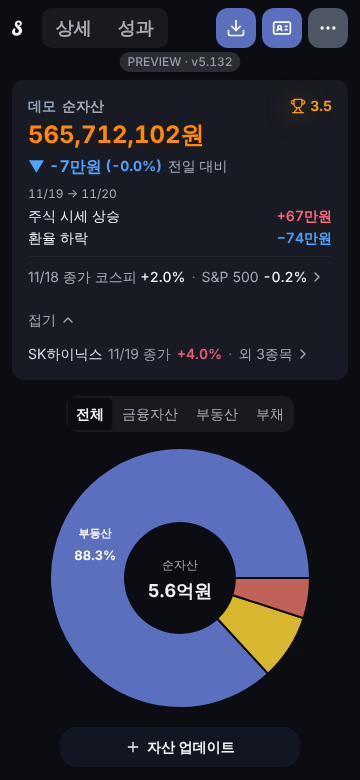 S 상세 성과
PREVIEW · v5.132
데모 순자산 3.5
565,712,102원
▼ -7만원 (-0.0%) 전일 대비
11/19 → 11/20
주식 시세 상승 +67만원
환율 하락 −74만원
11/18 종가 코스피 +2.0% · S&P 500 -0.2% >
접기
SK하이닉스 11/19 종가 +4.0% · 외 3종목 >
전체 금융자산 부동산 부채
부동산
88.3%
순자산
5.6억원
+ 자산 업데이트